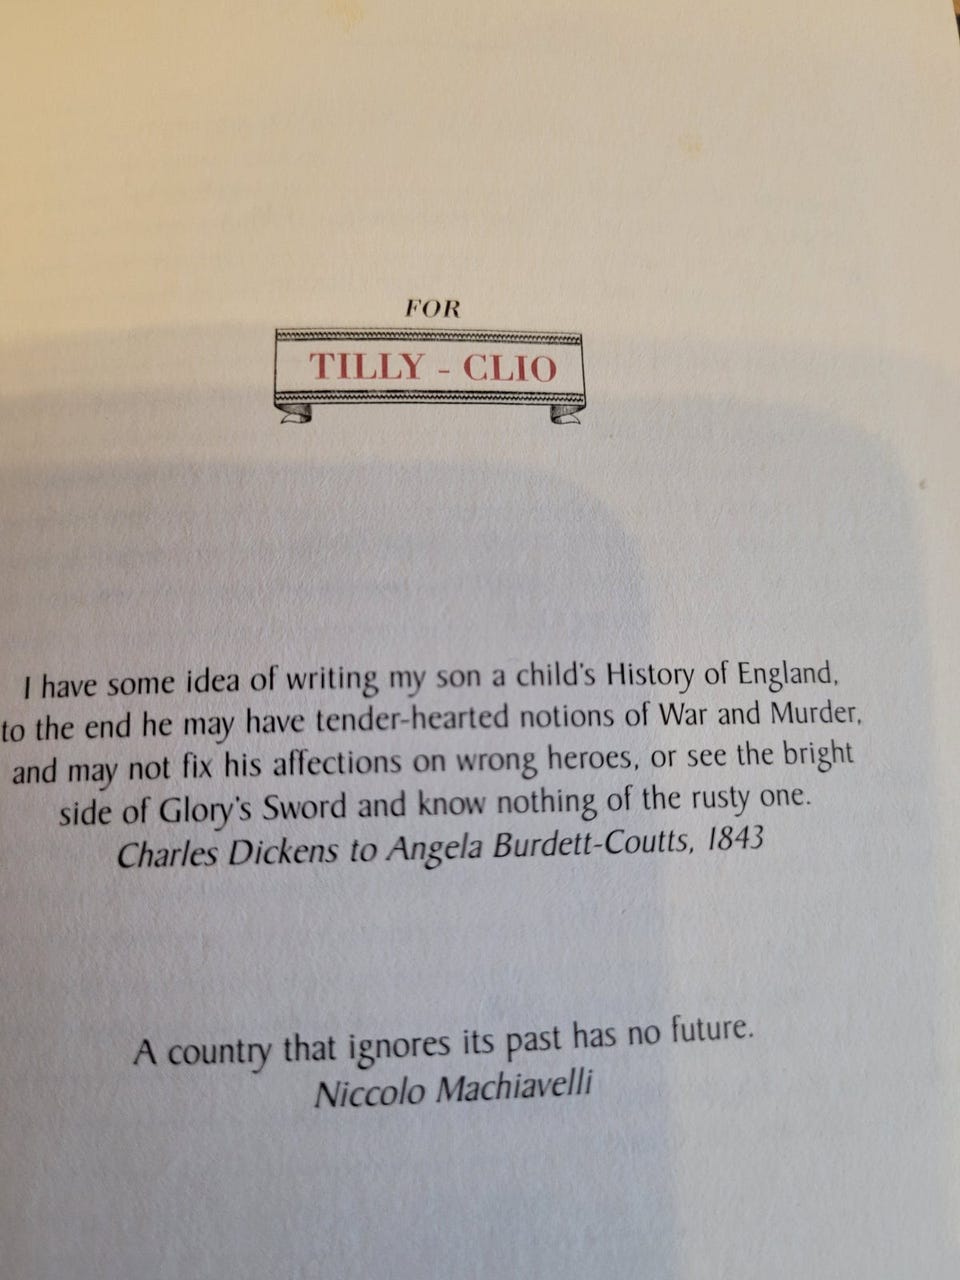 FOR
TILLY - CLIO
I have some idea of writing my son a child's History of England,
to the end he may have tender-hearted notions of War and Murder,
and may not fix his affections on wrong heroes, or see the bright
side of Glory's Sword and know nothing of the rusty one.
Charles Dickens to Angela Burdett-Coutts, 1843
A country that ignores its past has no future.
Niccolo Machiavelli